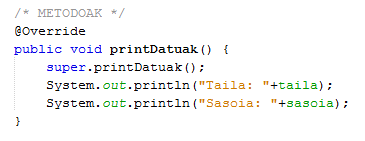 /* METODOAK */
@Override
public void printDatuak() {
    super.printDatuak();
    System.out.println("Taila: "+taila);
    System.out.println("Sasoia: "+sasoia);
}